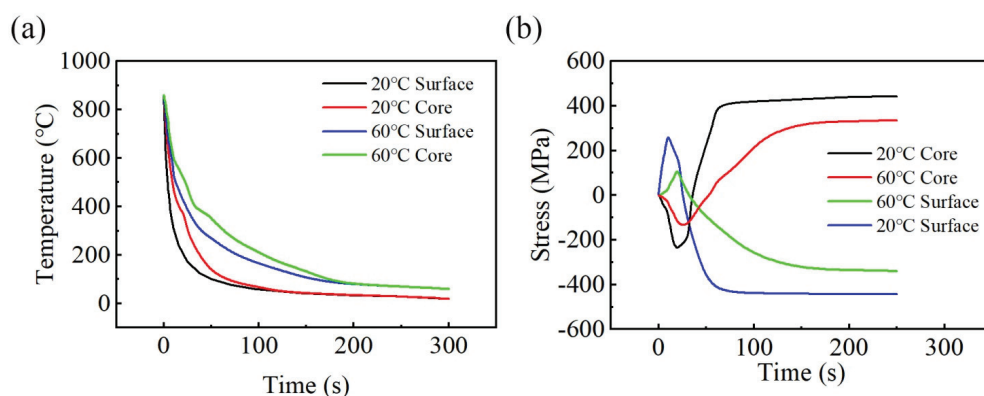 (a)
1000
800
600
400
200
0
Temperature (°C)
20°C Surface
20°C Core
60°C Surface
60°C Core
0
100
200
300
Time (s)
(b)
600
400
200
0
-200
-400
-600
Stress (MPa)
20°C Core
60°C Core
60°C Surface
20°C Surface
0
100
200
300
Time (s)